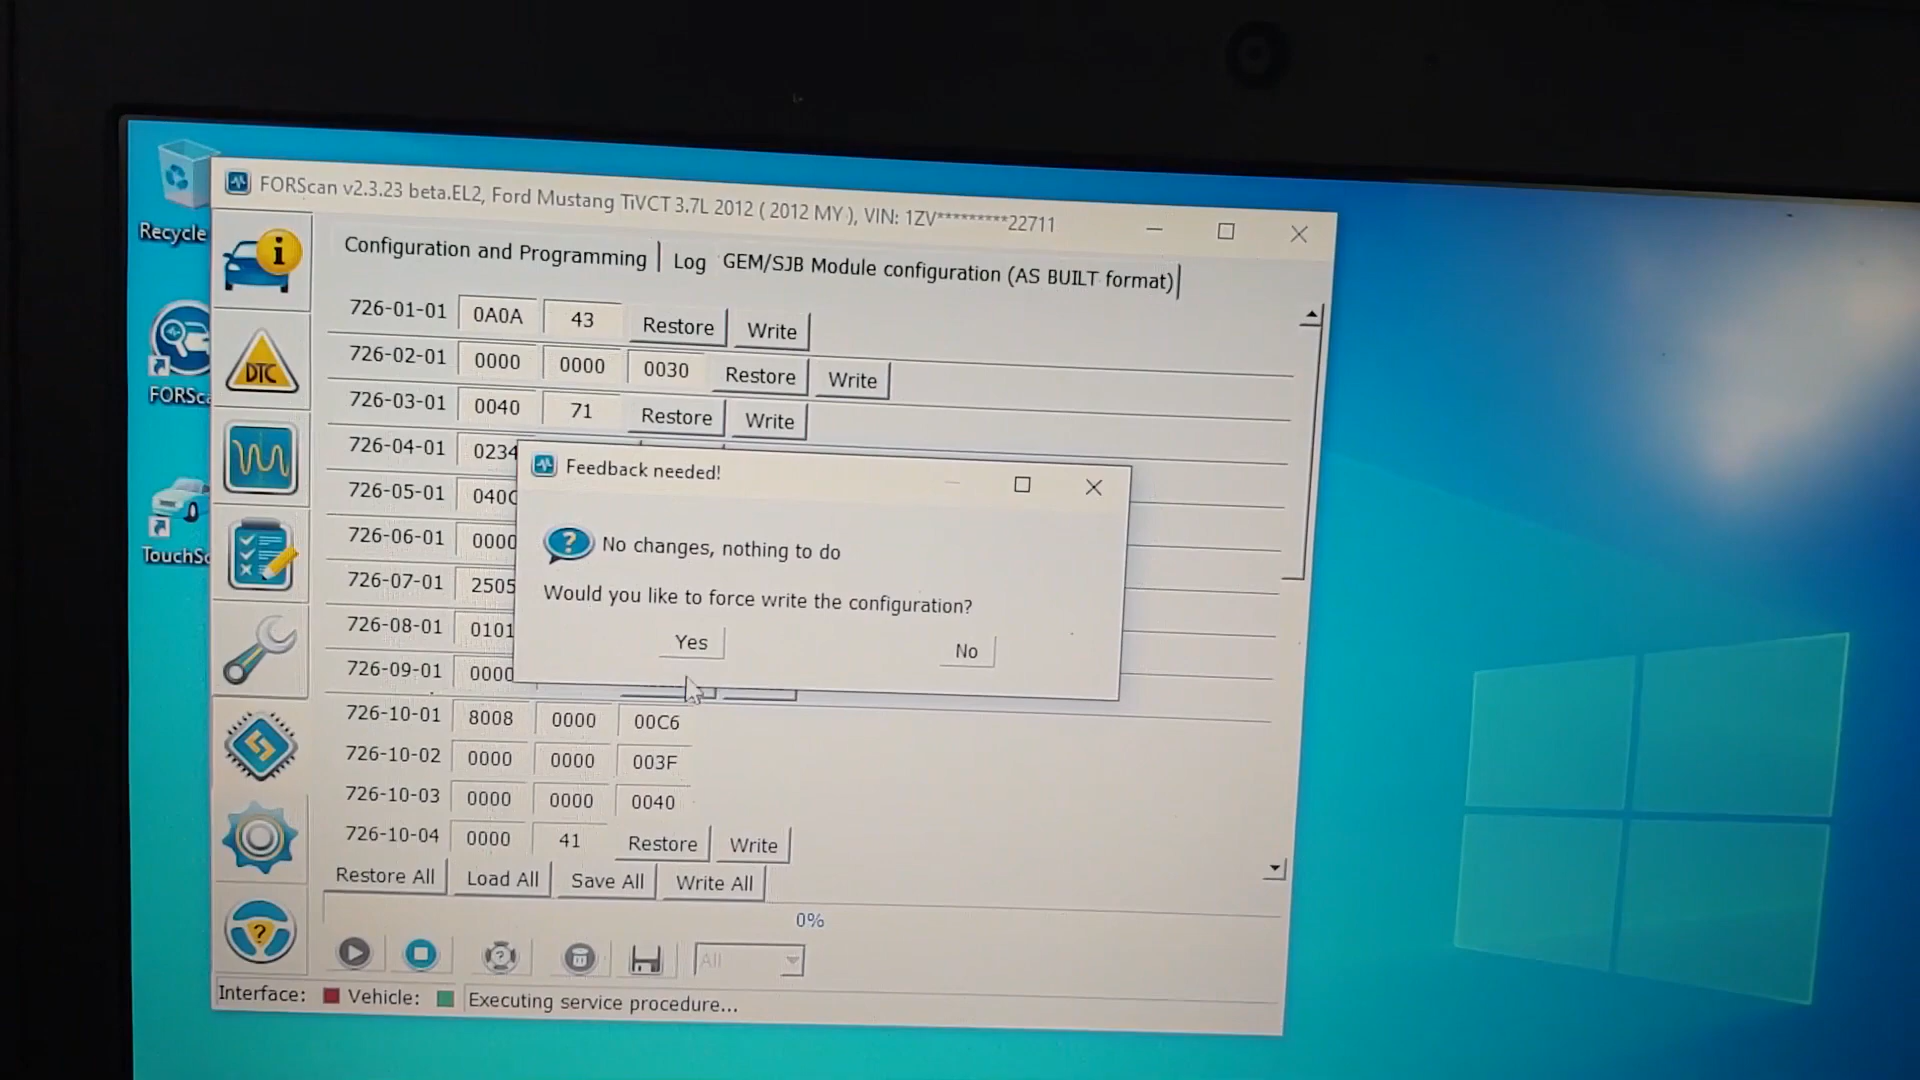 Recycle
FORSca
TouchSc
FORScan v2.3.23 beta.EL2, Ford Mustang TiVCT 3.7L 2012 ( 2012 MY ), VIN: 1ZV*********22711
Configuration and Programming Log GEM/SJB Module configuration (AS BUILT format)
726-01-01 0A0A 43 Restore Write
726-02-01 0000 0000 0030 Restore Write
726-03-01 0040 71 Restore Write
726-04-01 0234
726-05-01 040C
726-06-01 0000
726-07-01 2505
726-08-01 0101
726-09-01 0000
Feedback needed!
No changes, nothing to do
Would you like to force write the configuration?
Yes No
726-10-01 8008 0000 00C6
726-10-02 0000 0000 003F
726-10-03 0000 0000 0040
726-10-04 0000 41 Restore Write
Restore All Load All Save All Write All
0%
All
Interface: Vehicle: Executing service procedure...
DTC